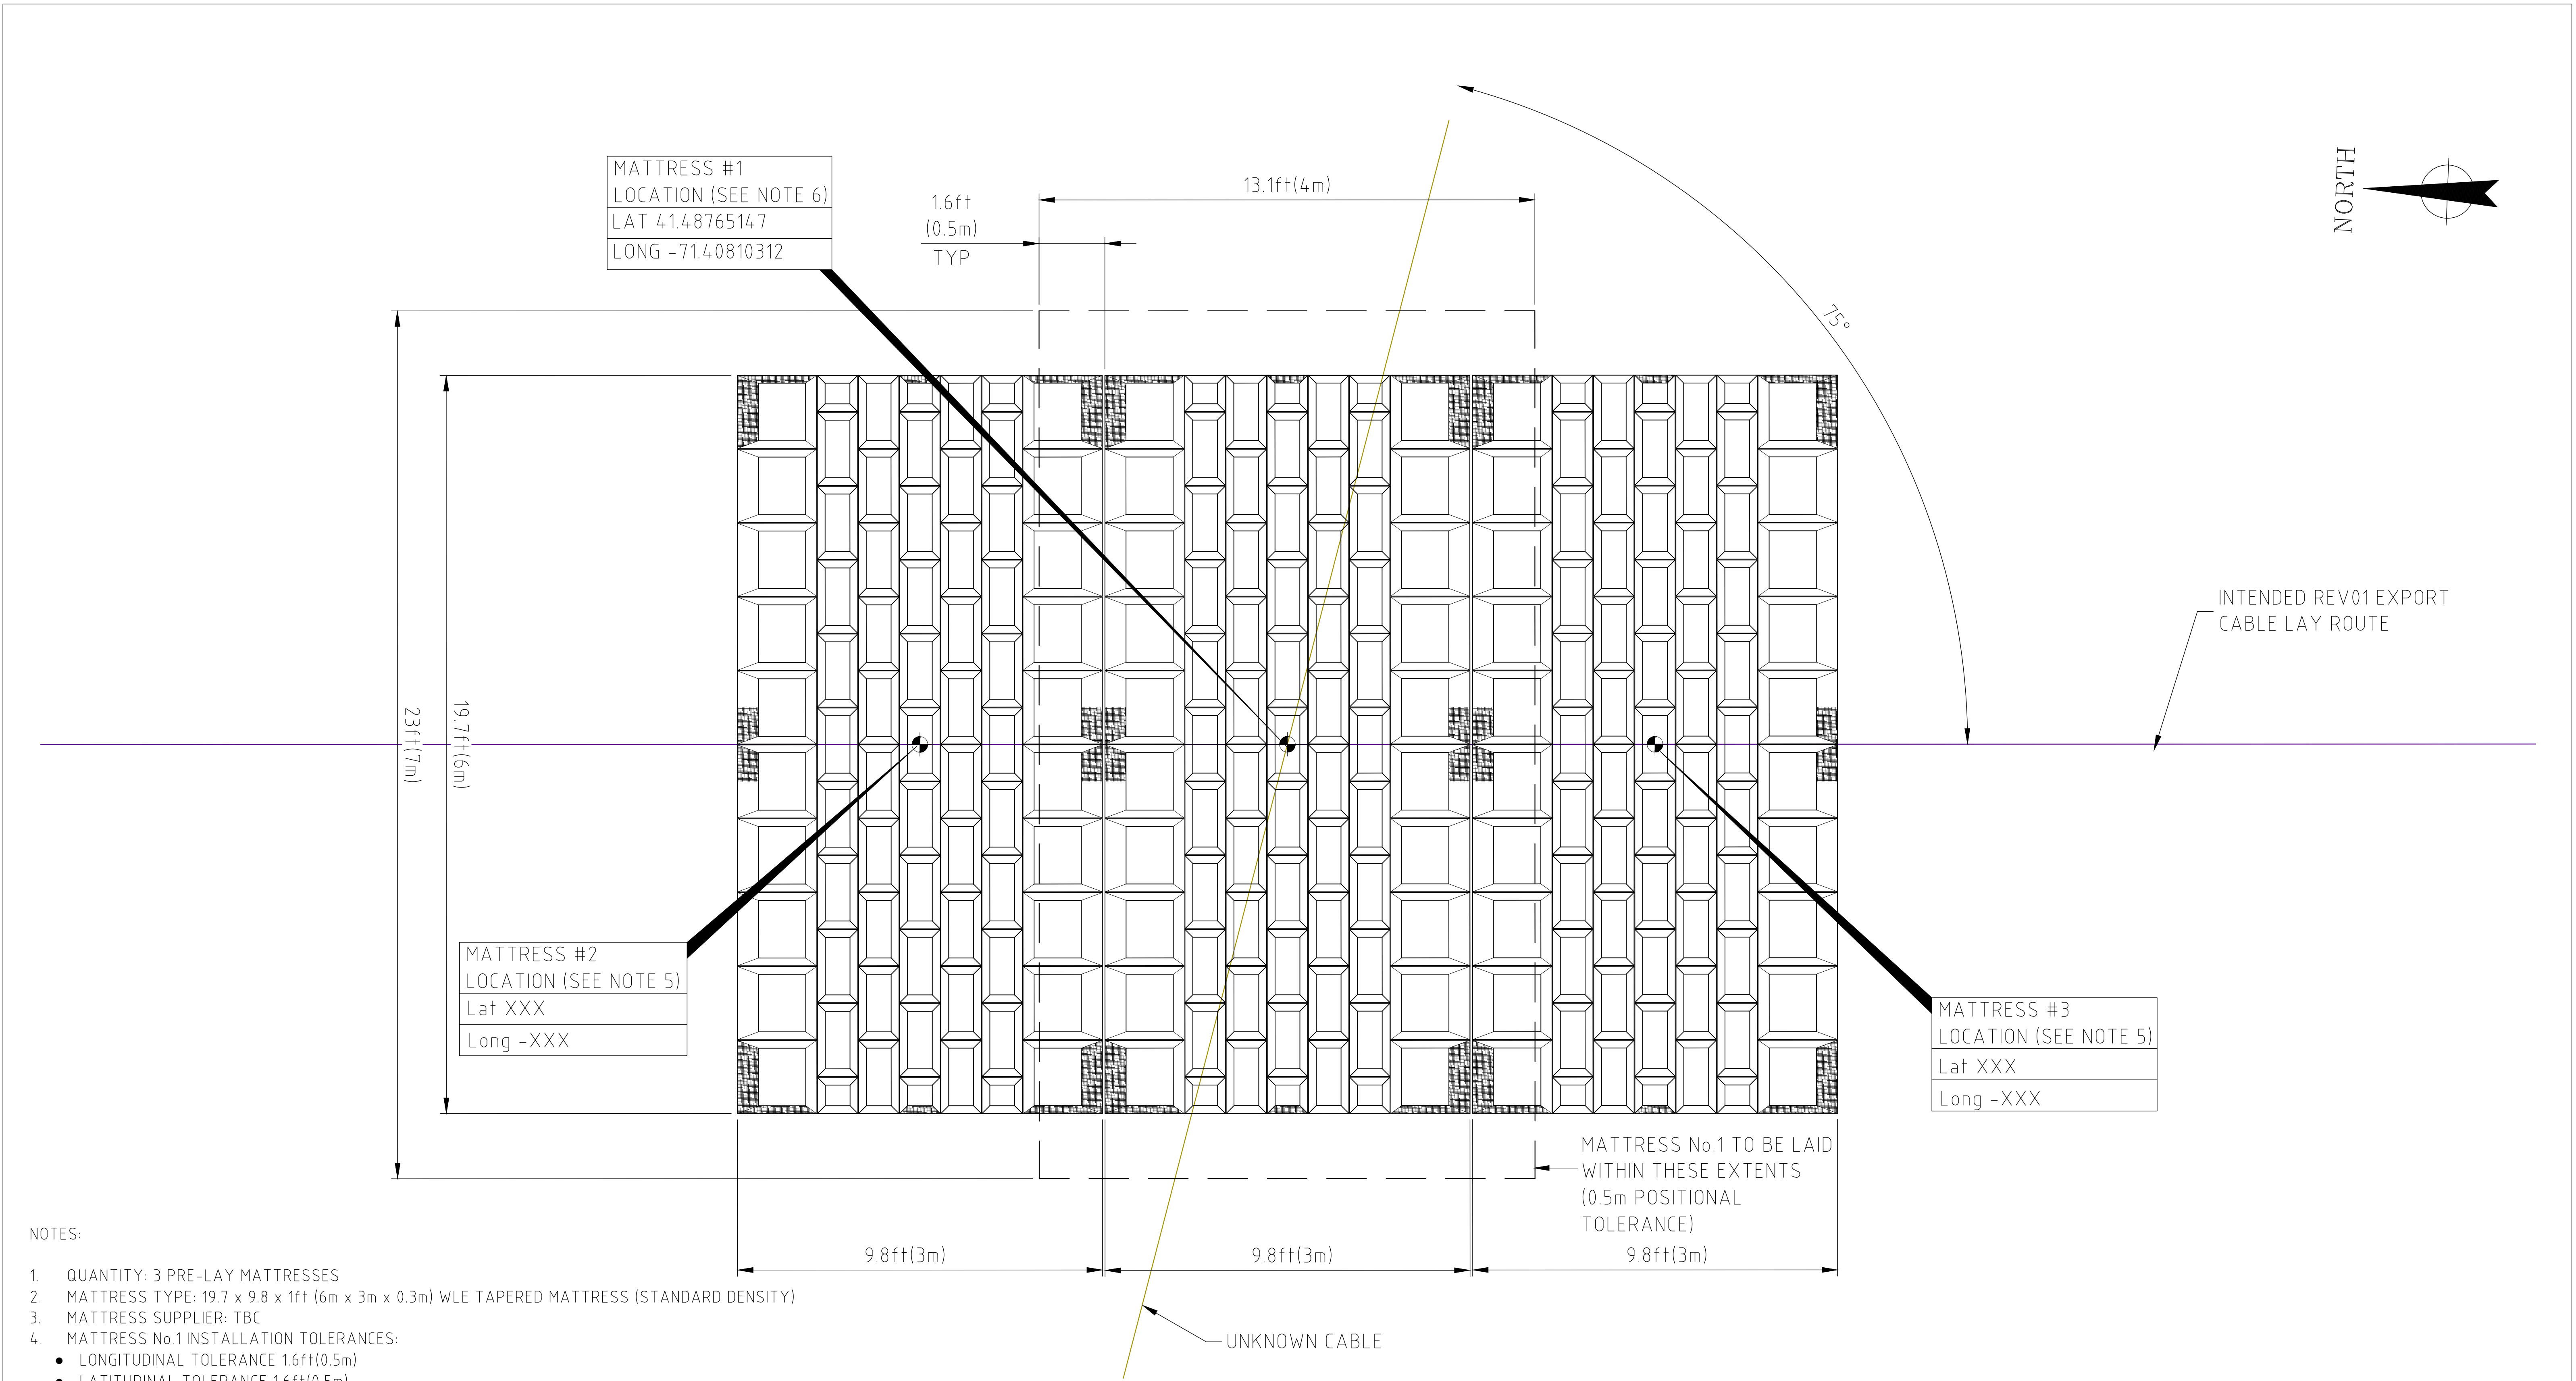 MATTRESS #1
LOCATION (SEE NOTE 6)
LAT 41.48765147
LONG -71.40810312
1.6ft
(0.5m)
TYP
13.1ft(4m)
NORTH
75°
INTENDED REV01 EXPORT
CABLE LAY ROUTE
23ft(7m)
19.7ft(6m)
MATTRESS #2
LOCATION (SEE NOTE 5)
Lat XXX
Long -XXX
MATTRESS #3
LOCATION (SEE NOTE 5)
Lat XXX
Long -XXX
MATTRESS No.1 TO BE LAID
WITHIN THESE EXTENTS
(0.5m POSITIONAL
TOLERANCE)
9.8ft(3m)
9.8ft(3m)
9.8ft(3m)
UNKNOWN CABLE
NOTES:
1. QUANTITY: 3 PRE-LAY MATTRESSES
2. MATTRESS TYPE: 19.7 x 9.8 x 1ft (6m x 3m x 0.3m) WLE TAPERED MATTRESS (STANDARD DENSITY)
3. MATTRESS SUPPLIER: TBC
4. MATTRESS No.1 INSTALLATION TOLERANCES:
● LONGITUDINAL TOLERANCE 1.6ft(0.5m)
● LATITUDINAL TOLERANCE 1.6ft(0.5m)